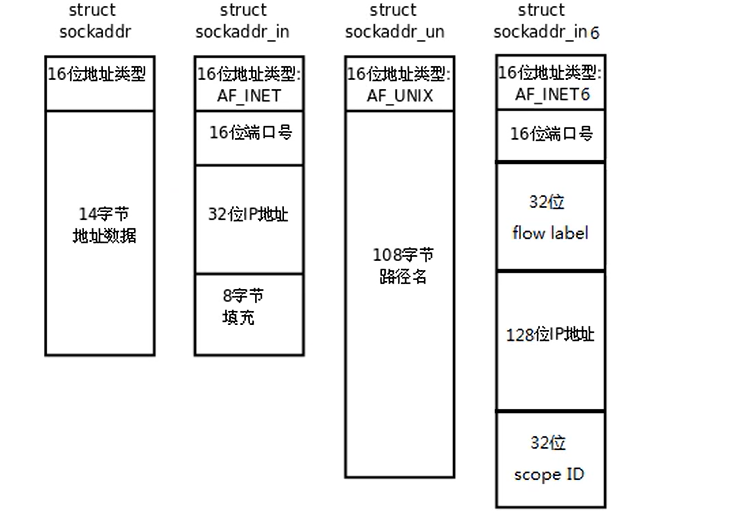 struct
sockaddr
16位地址类型
14字节
地址数据
struct
sockaddr_in
16位地址类型:
AF_INET
16位端口号
32位IP地址
8字节
填充
struct
sockaddr_un
16位地址类型:
AF_UNIX
108字节
路径名
struct
sockaddr_in6
16位地址类型:
AF_INET6
16位端口号
32位
flow label
128位IP地址
32位
scope ID